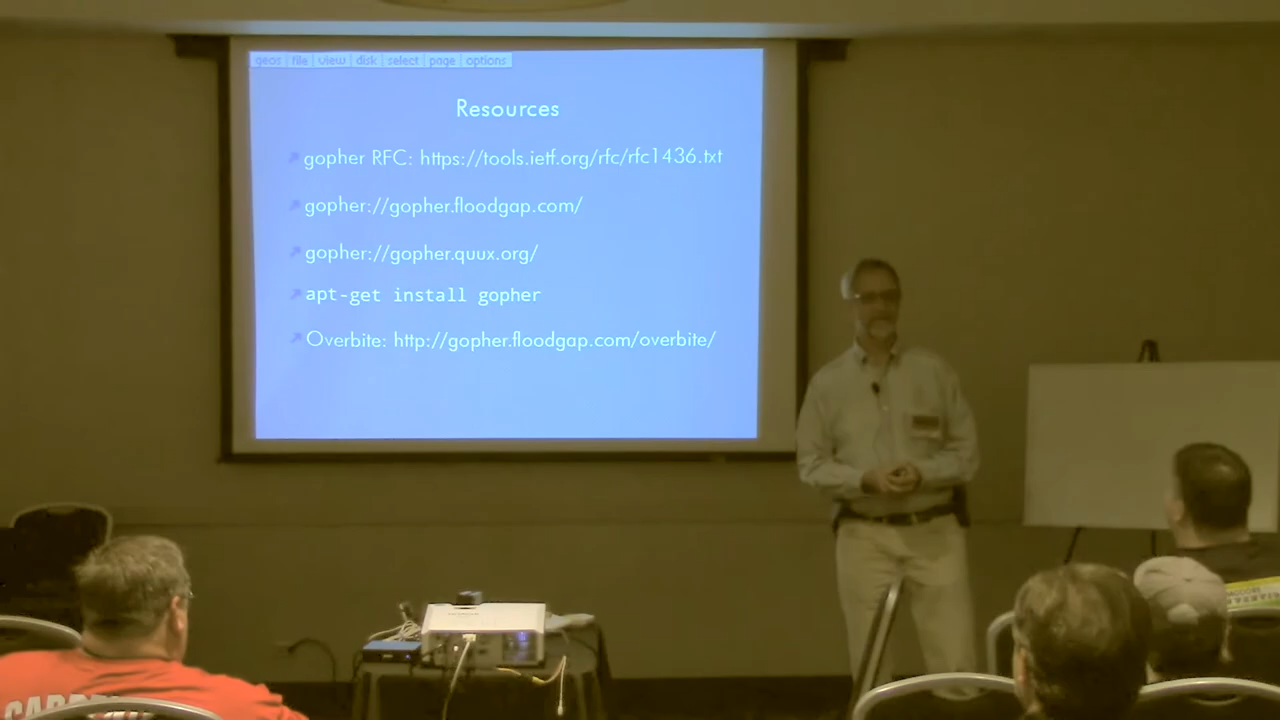 geos file view disk select page options
Resources
gopher RFC: https://tools.ietf.org/rfc/rfc1436.txt
gopher://gopher.floodgap.com/
gopher://gopher.quux.org/
apt-get install gopher
Overbite: http://gopher.floodgap.com/overbite/